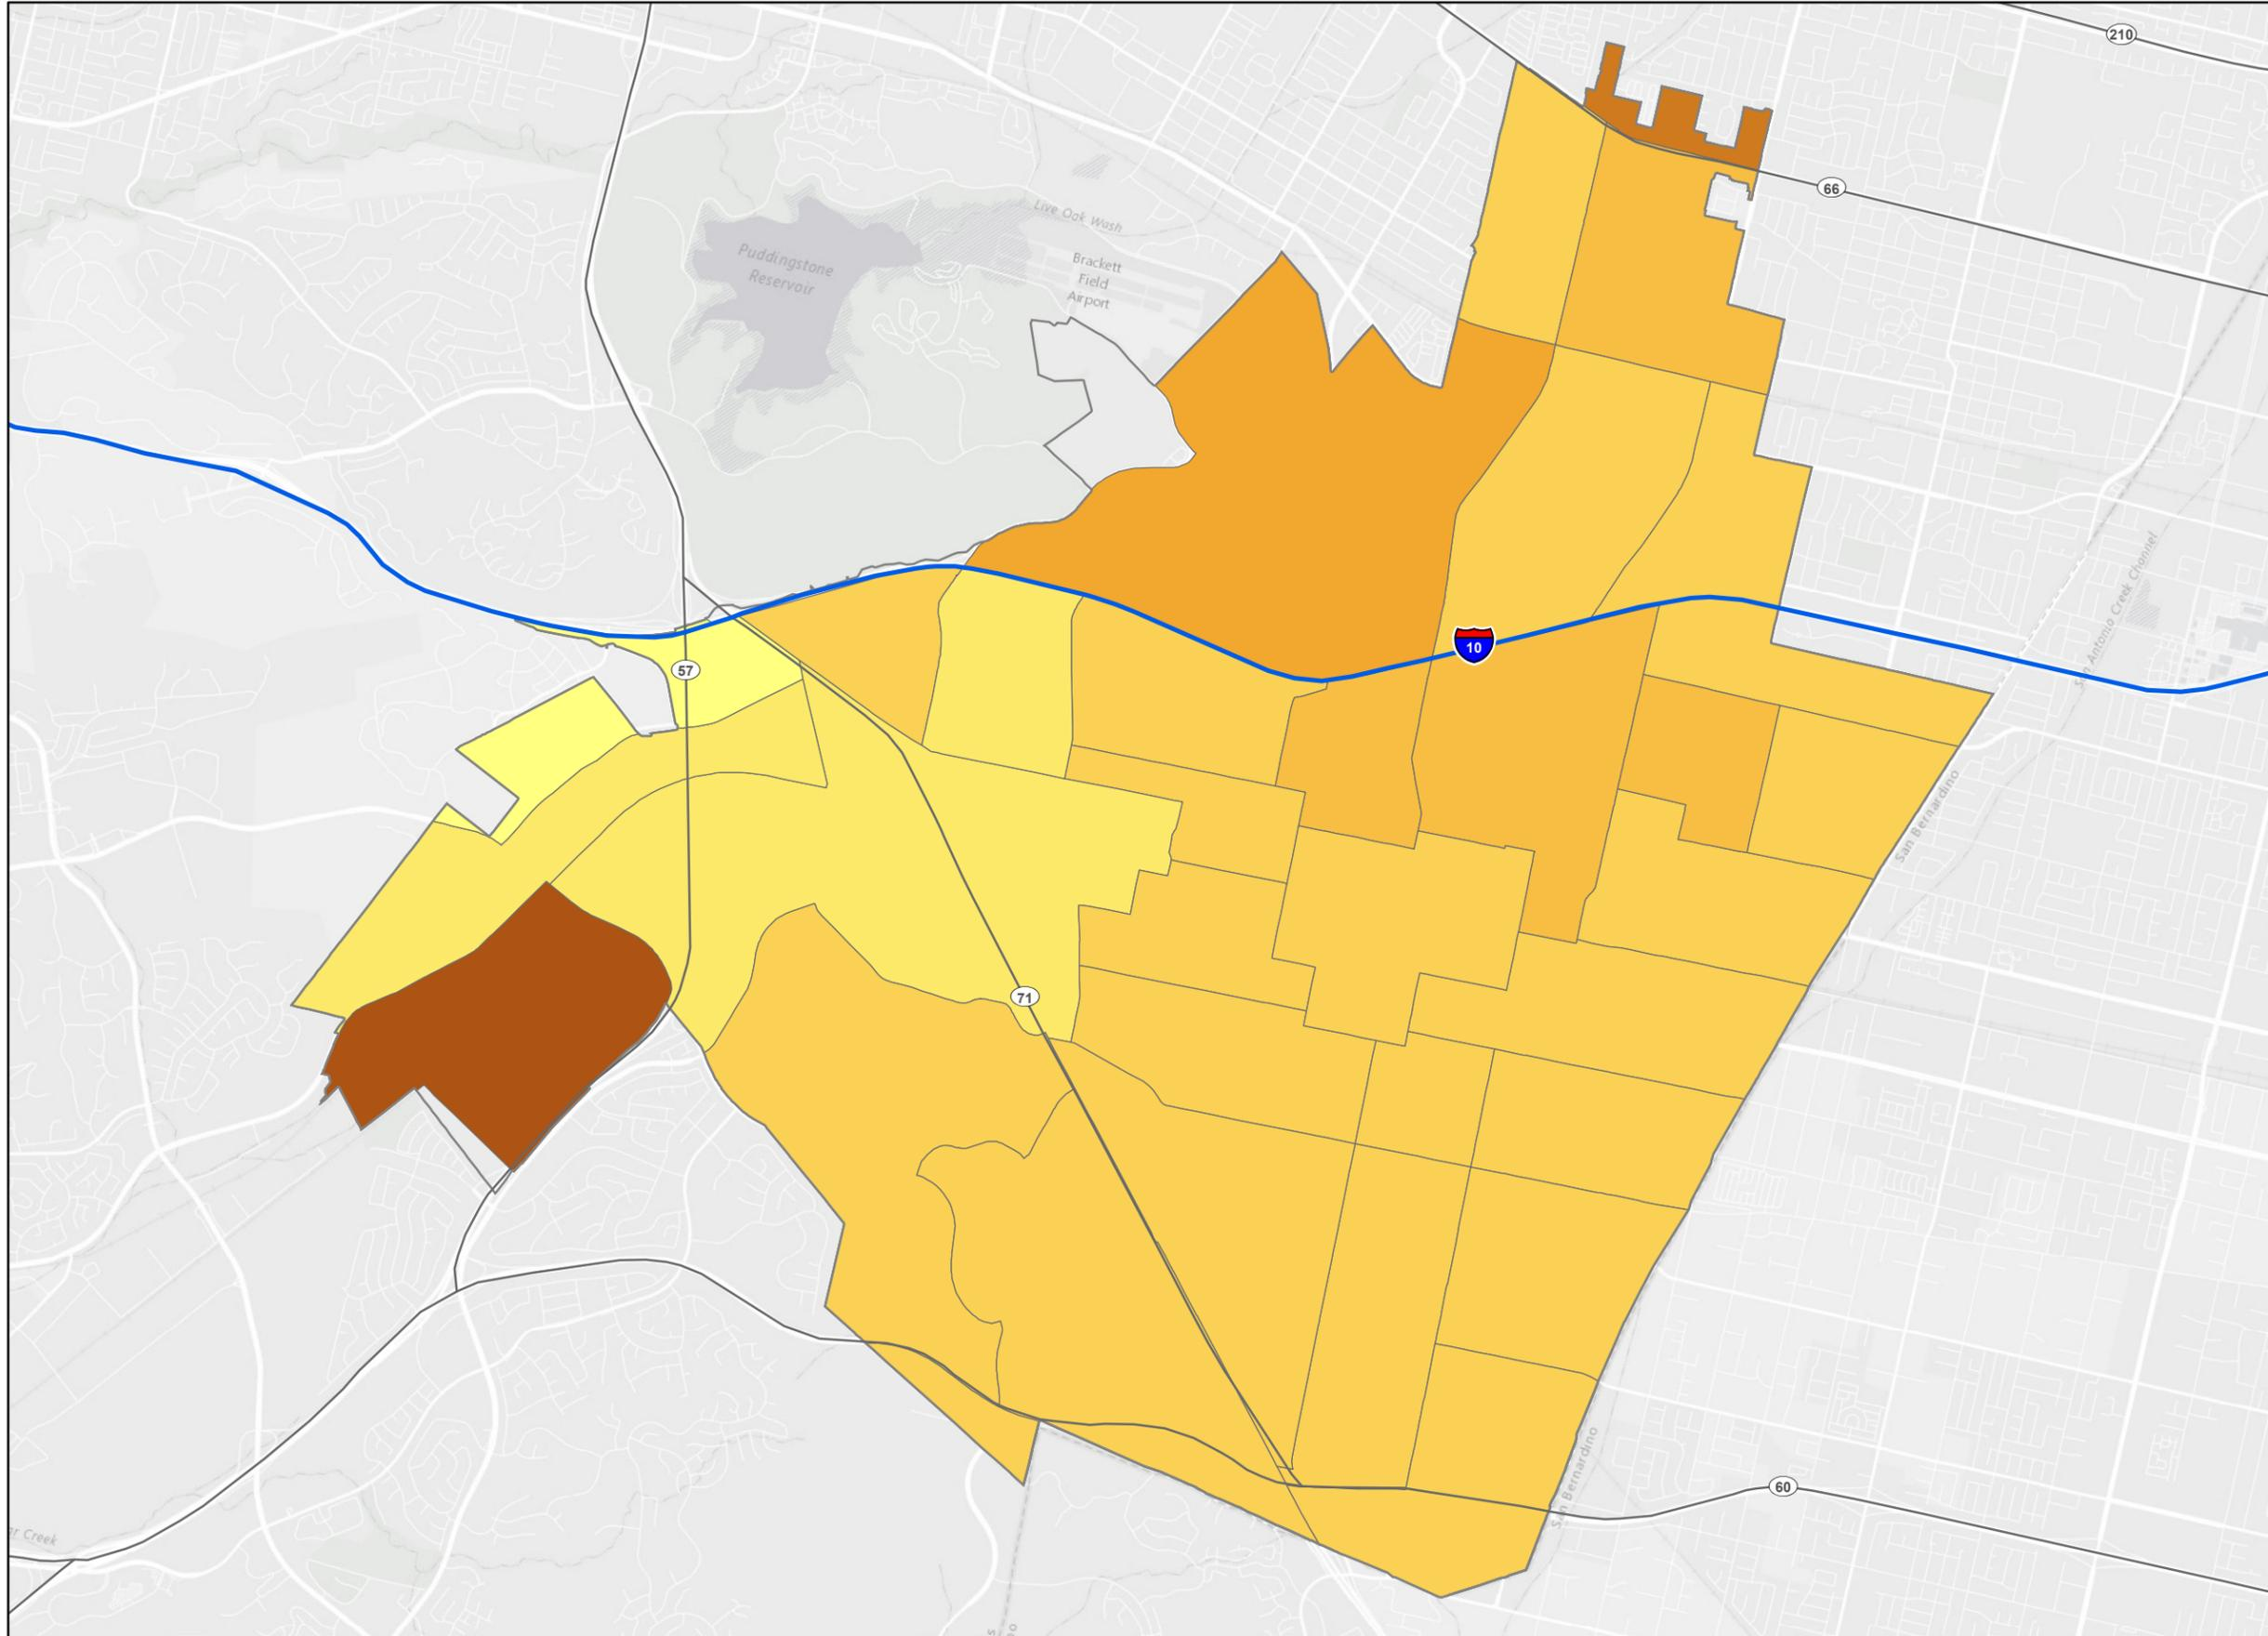 210
66
Live Oak Wash
Puddingstone
Reservoir
Brackett
Field
Airport
San Antonio Creek Channel
10
57
San Bernardino
71
San Bernardino
60
Creek